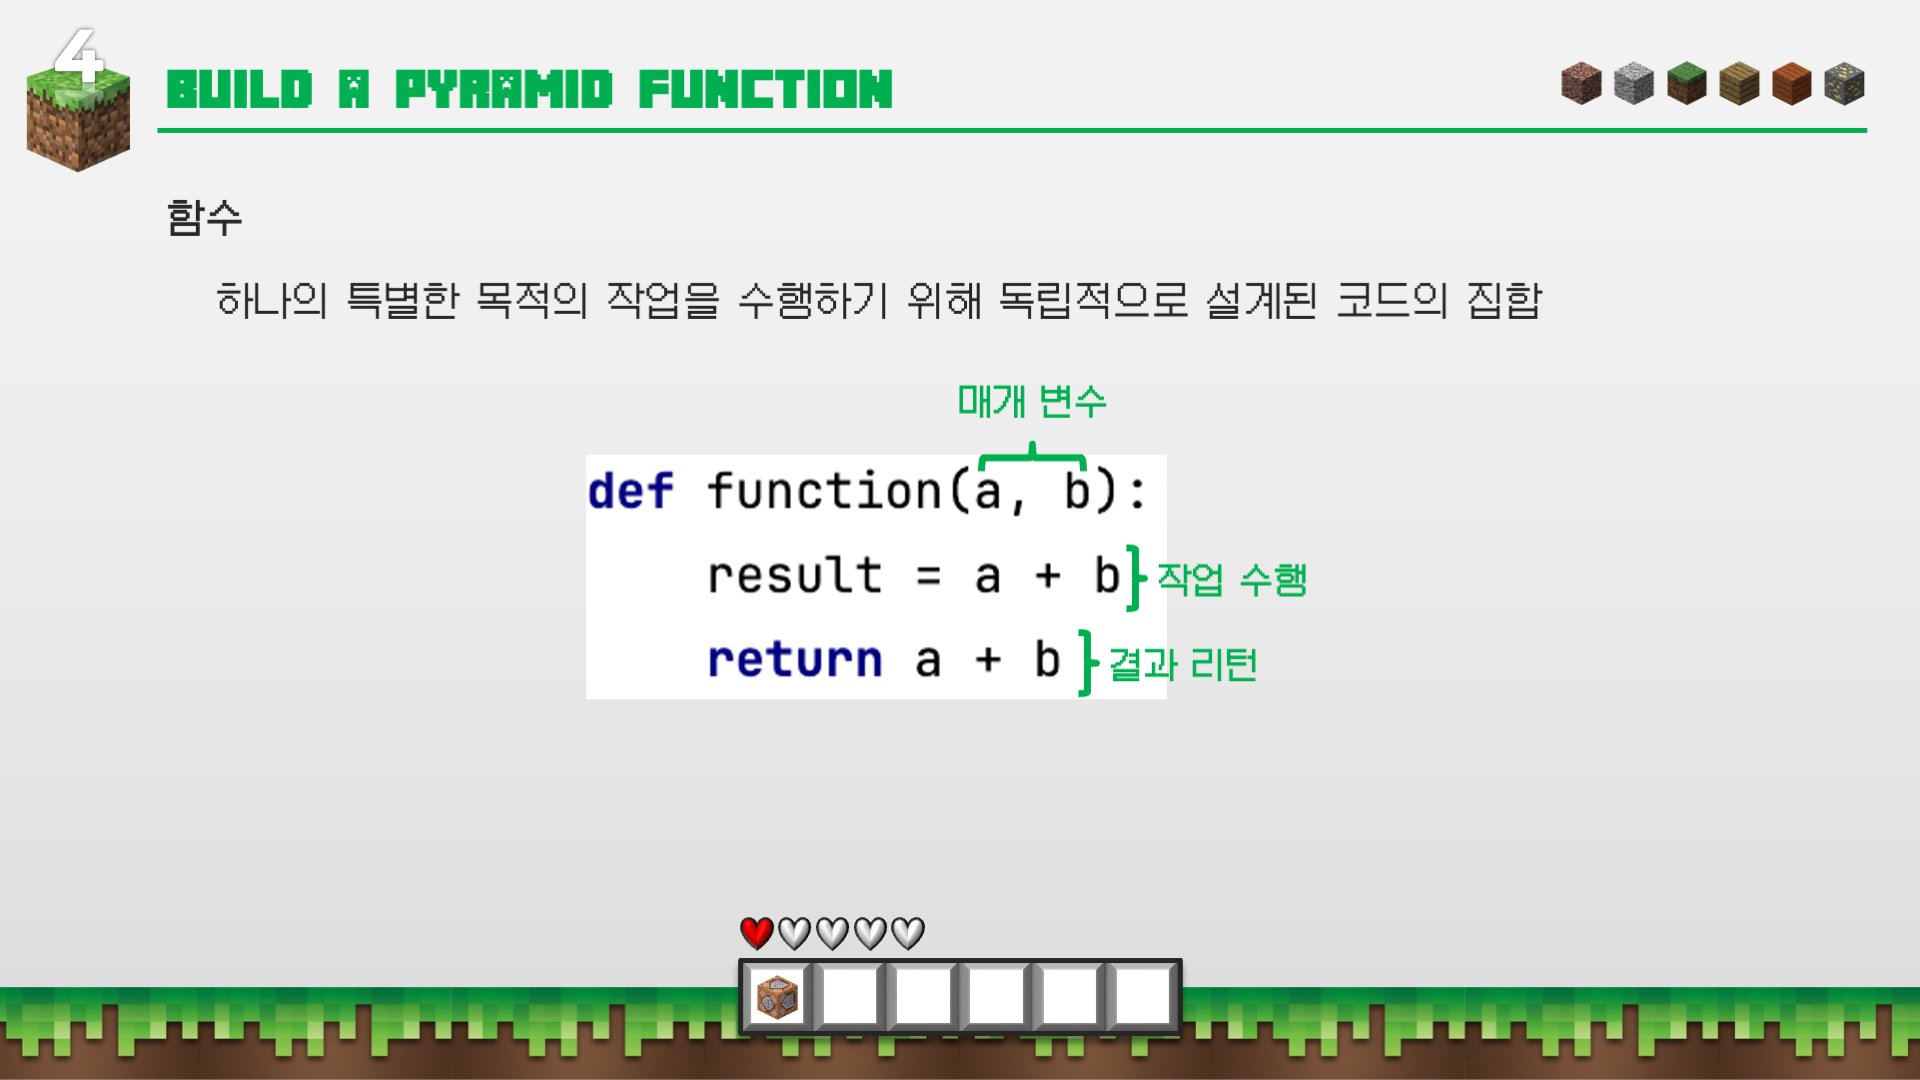 4
BUILD A PYRAMID FUNCTION
함수
하나의 특별한 목적의 작업을 수행하기 위해 독립적으로 설계된 코드의 집합
매개 변수
def function(a, b):
result = a + b
작업 수행
return a + b
결과 리턴